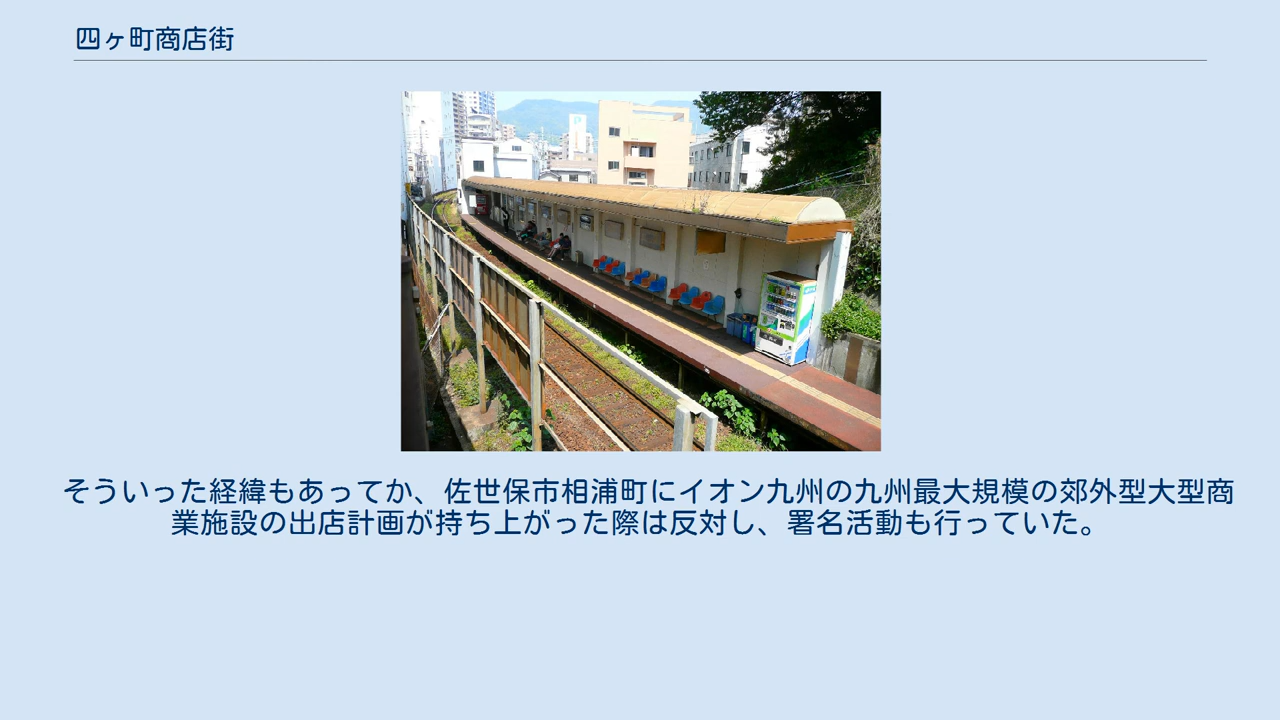 四ヶ町商店街
そういった経緯もあってか、佐世保市相浦町にイオン九州の九州最大規模の郊外型大型商
業施設の出店計画が持ち上がった際は反対し、署名活動も行っていた。